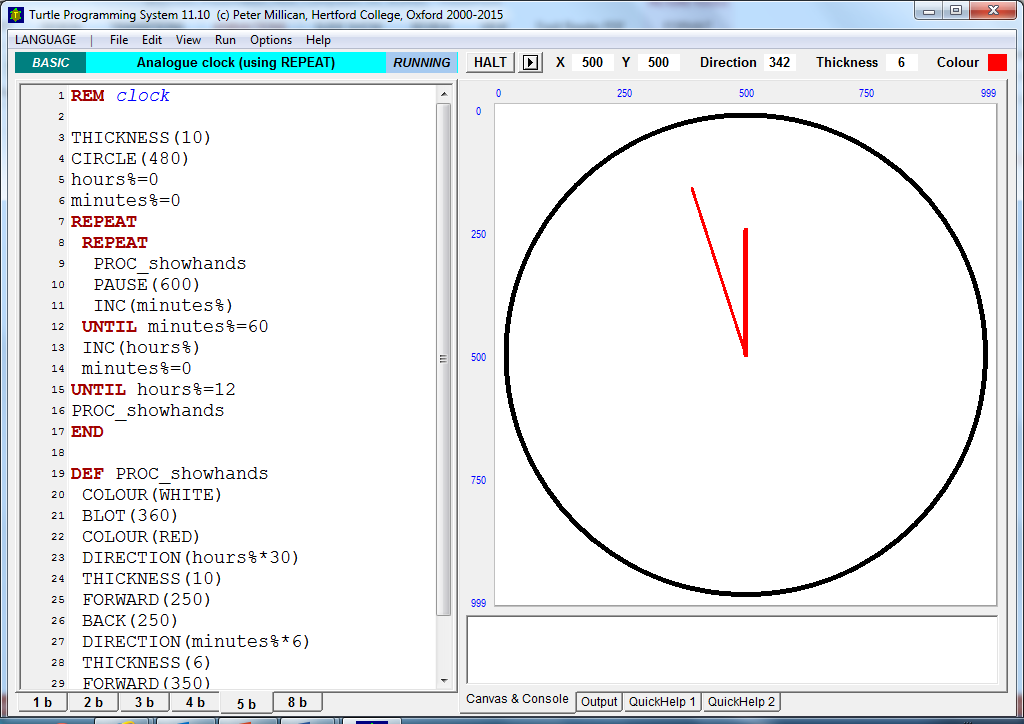 Turtle Programming System 11.10 (c) Peter Millican, Hertford College, Oxford 2000-2015
LANGUAGE | File Edit View Run Options Help
BASIC Analogue clock (using REPEAT) RUNNING HALT X 500 Y 500 Direction 342 Thickness 6 Colour
1 REM clock
2
3 THICKNESS(10)
4 CIRCLE(480)
5 hours%=0
6 minutes%=0
7 REPEAT
8 REPEAT
9 PROC_showhands
10 PAUSE(600)
11 INC(minutes%)
12 UNTIL minutes%=60
13 INC(hours%)
14 minutes%=0
15 UNTIL hours%=12
16 PROC_showhands
17 END
18
19 DEF PROC_showhands
20 COLOUR(WHITE)
21 BLOT(360)
22 COLOUR(RED)
23 DIRECTION(hours%*30)
24 THICKNESS(10)
25 FORWARD(250)
26 BACK(250)
27 DIRECTION(minutes%*6)
28 THICKNESS(6)
29 FORWARD(350)
1 b 2 b 3 b 4 b 5 b 8 b
0 250 500 750 999
0
250
500
750
999
Canvas & Console Output QuickHelp 1 QuickHelp 2